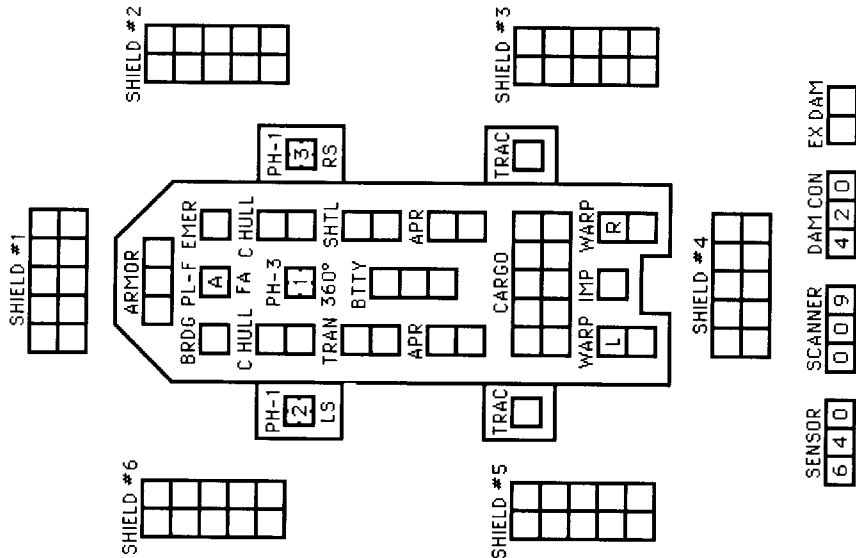 SHIELD #1
SHIELD #2
SHIELD #6
ARMOR
BRDG PL-F EMER
A
C HULL FA C HULL
PH-1
2
LS
PH-3
1
360°
PH-1
3
RS
TRAN SHTL
BTTY
APR APR
TRAC TRAC
CARGO
WARP IMP WARP
L R
SHIELD #5
SHIELD #3
SHIELD #4
SENSOR
6 4 0
SCANNER
0 0 9
DAM CON
4 2 0
EX DAM